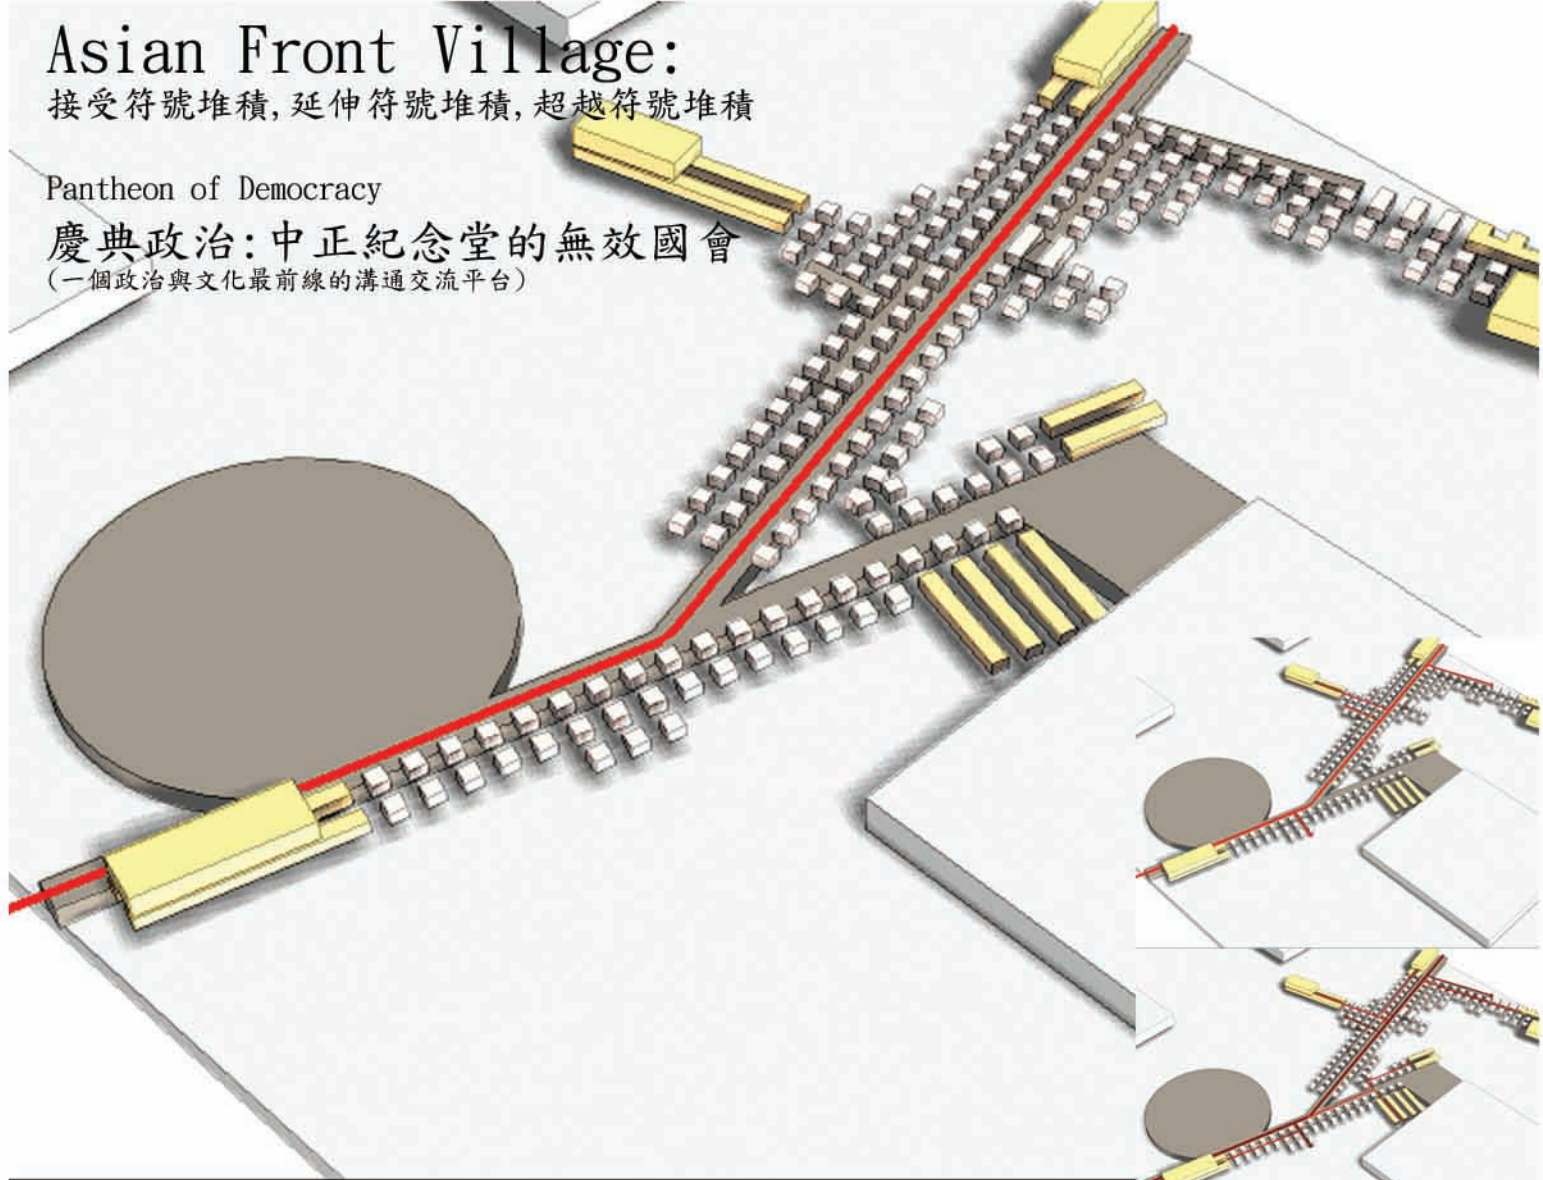 Asian Front Village:
接受符號堆積,延伸符號堆積,超越符號堆積
Pantheon of Democracy
慶典政治:中正紀念堂的無效國會
(一個政治與文化最前線的溝通交流平台)